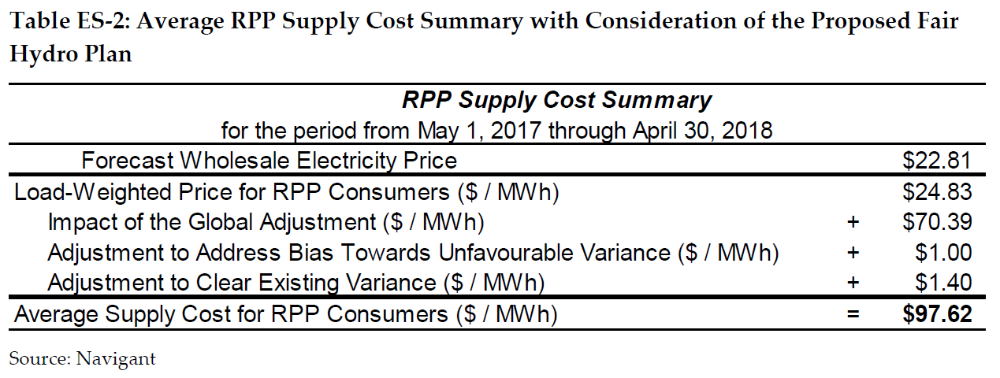 Table ES-2: Average RPP Supply Cost Summary with Consideration of the Proposed Fair
Hydro Plan
RPP Supply Cost Summary
for the period from May 1, 2017 through April 30, 2018
Forecast Wholesale Electricity Price $22.81
Load-Weighted Price for RPP Consumers ($ / MWh) $24.83
Impact of the Global Adjustment ($ / MWh) + $70.39
Adjustment to Address Bias Towards Unfavourable Variance ($ / MWh) + $1.00
Adjustment to Clear Existing Variance ($ / MWh) + $1.40
Average Supply Cost for RPP Consumers ($ / MWh) = $97.62
Source: Navigant